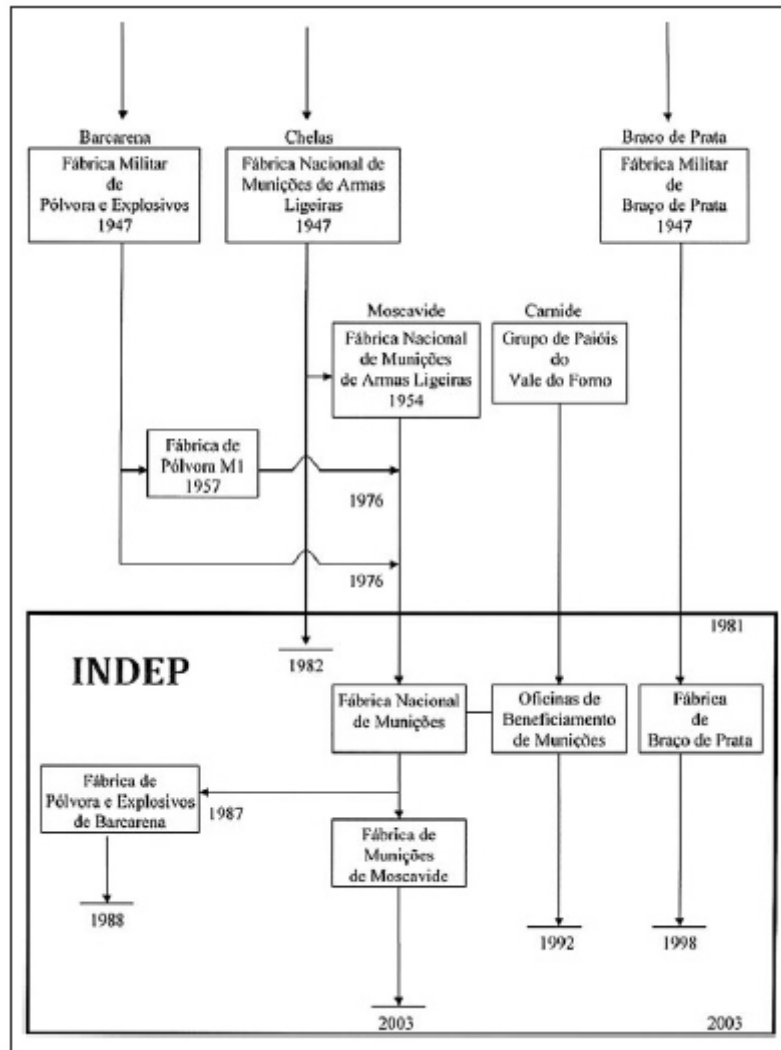 Barcarena
Fábrica Militar
de
Pólvora e Explosivos
1947
Chelas
Fábrica Nacional de
Munições de Armas
Ligeiras
1947
Braço de Prata
Fábrica Militar
de
Braço de Prata
1947
Moscavide
Fábrica Nacional
de Munições
de Armas Ligeiras
1954
Carnide
Grupo de Paióis
do
Vale do Forno
Fábrica de
Pólvora M1
1957
1976
1976
1981
INDEP
1982
Fábrica Nacional
de Munições
Oficinas de
Beneficiamento
de Munições
Fábrica
de
Braço de Prata
Fábrica de
Pólvora e Explosivos
de Barcarena
1987
Fábrica de
Munições
de Moscavide
1988
1992
1998
2003
2003